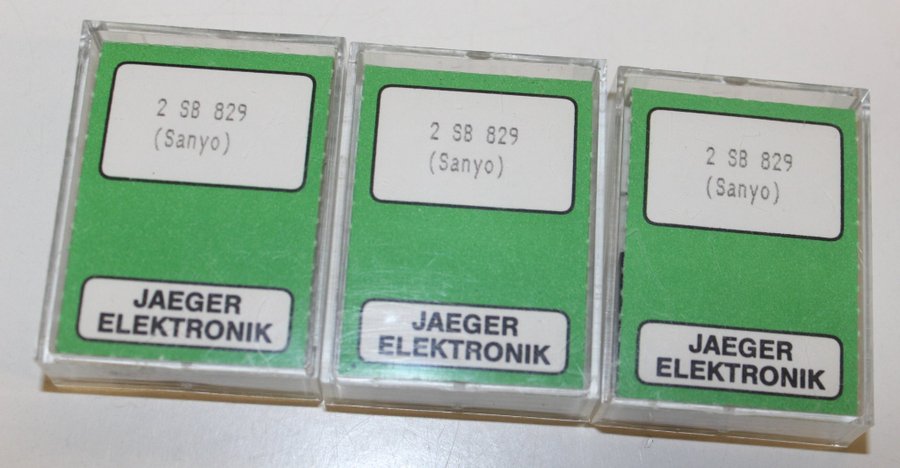 2 SB 829
(Sanyo)
JAEGER
ELEKTRONIK
2 SB 829
(Sanyo)
JAEGER
ELEKTRONIK
2 SB 829
(Sanyo)
JAEGER
ELEKTRONIK